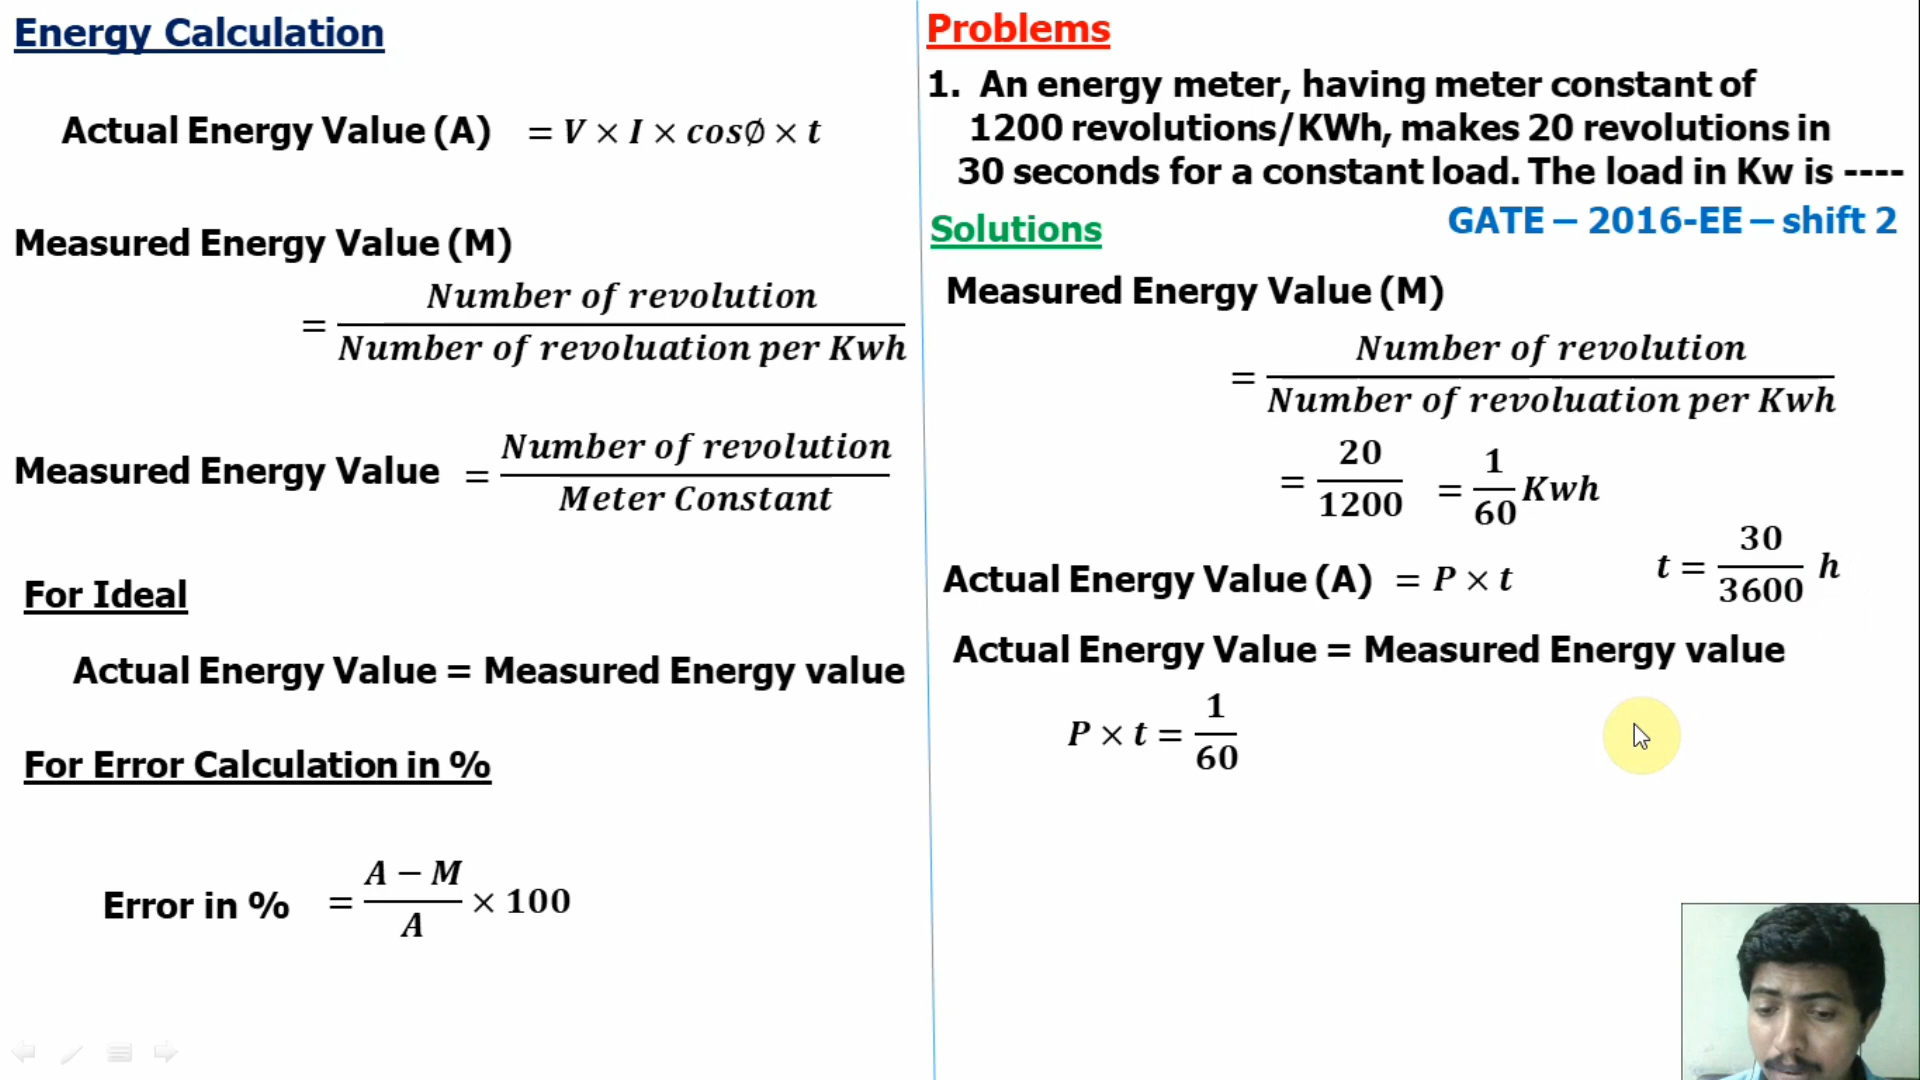 Energy Calculation
Actual Energy Value (A) = V × I × cos∅ × t
Measured Energy Value (M)
= Number of revolution / Number of revoluation per Kwh
Measured Energy Value = Number of revolution / Meter Constant
For Ideal
Actual Energy Value = Measured Energy value
For Error Calculation in %
Error in % = A − M / A × 100
Problems
1. An energy meter, having meter constant of
1200 revolutions/KWh, makes 20 revolutions in
30 seconds for a constant load. The load in Kw is ----
GATE – 2016-EE – shift 2
Solutions
Measured Energy Value (M)
= Number of revolution / Number of revoluation per Kwh
= 20 / 1200 = 1 / 60 Kwh
Actual Energy Value (A) = P × t t = 30 / 3600 h
Actual Energy Value = Measured Energy value
P × t = 1 / 60